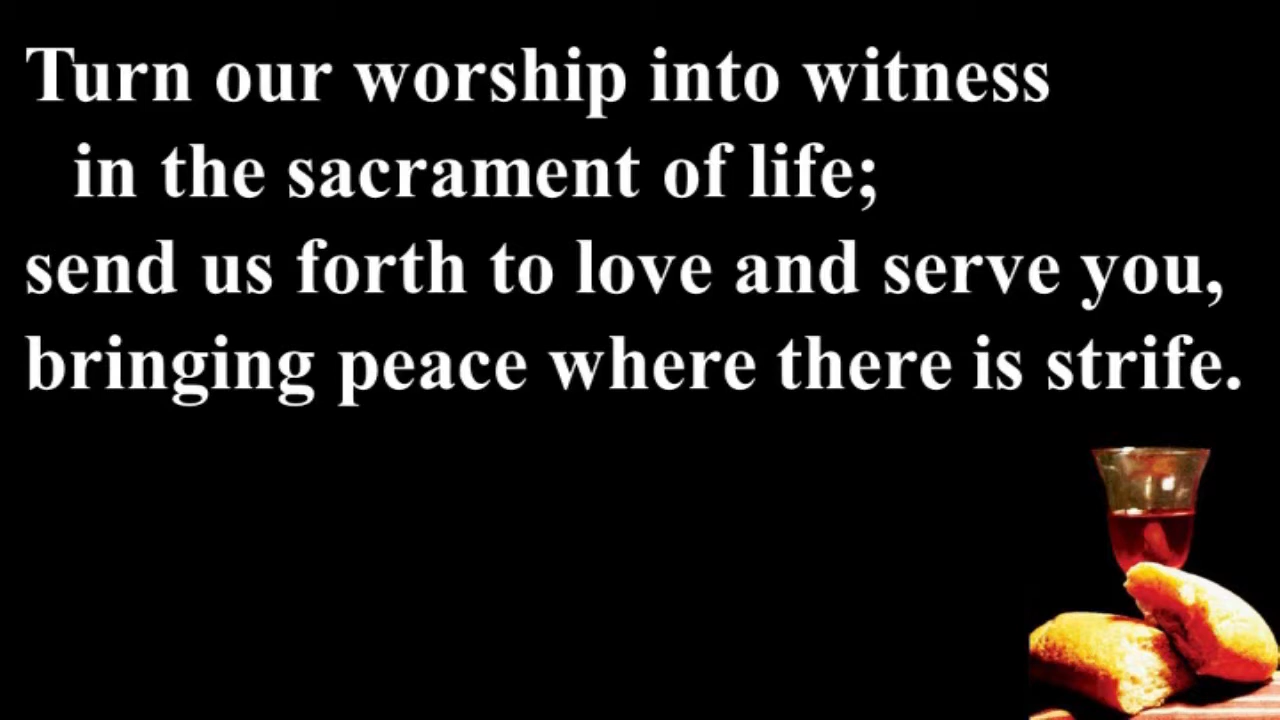 Turn our worship into witness
in the sacrament of life;
send us forth to love and serve you,
bringing peace where there is strife.